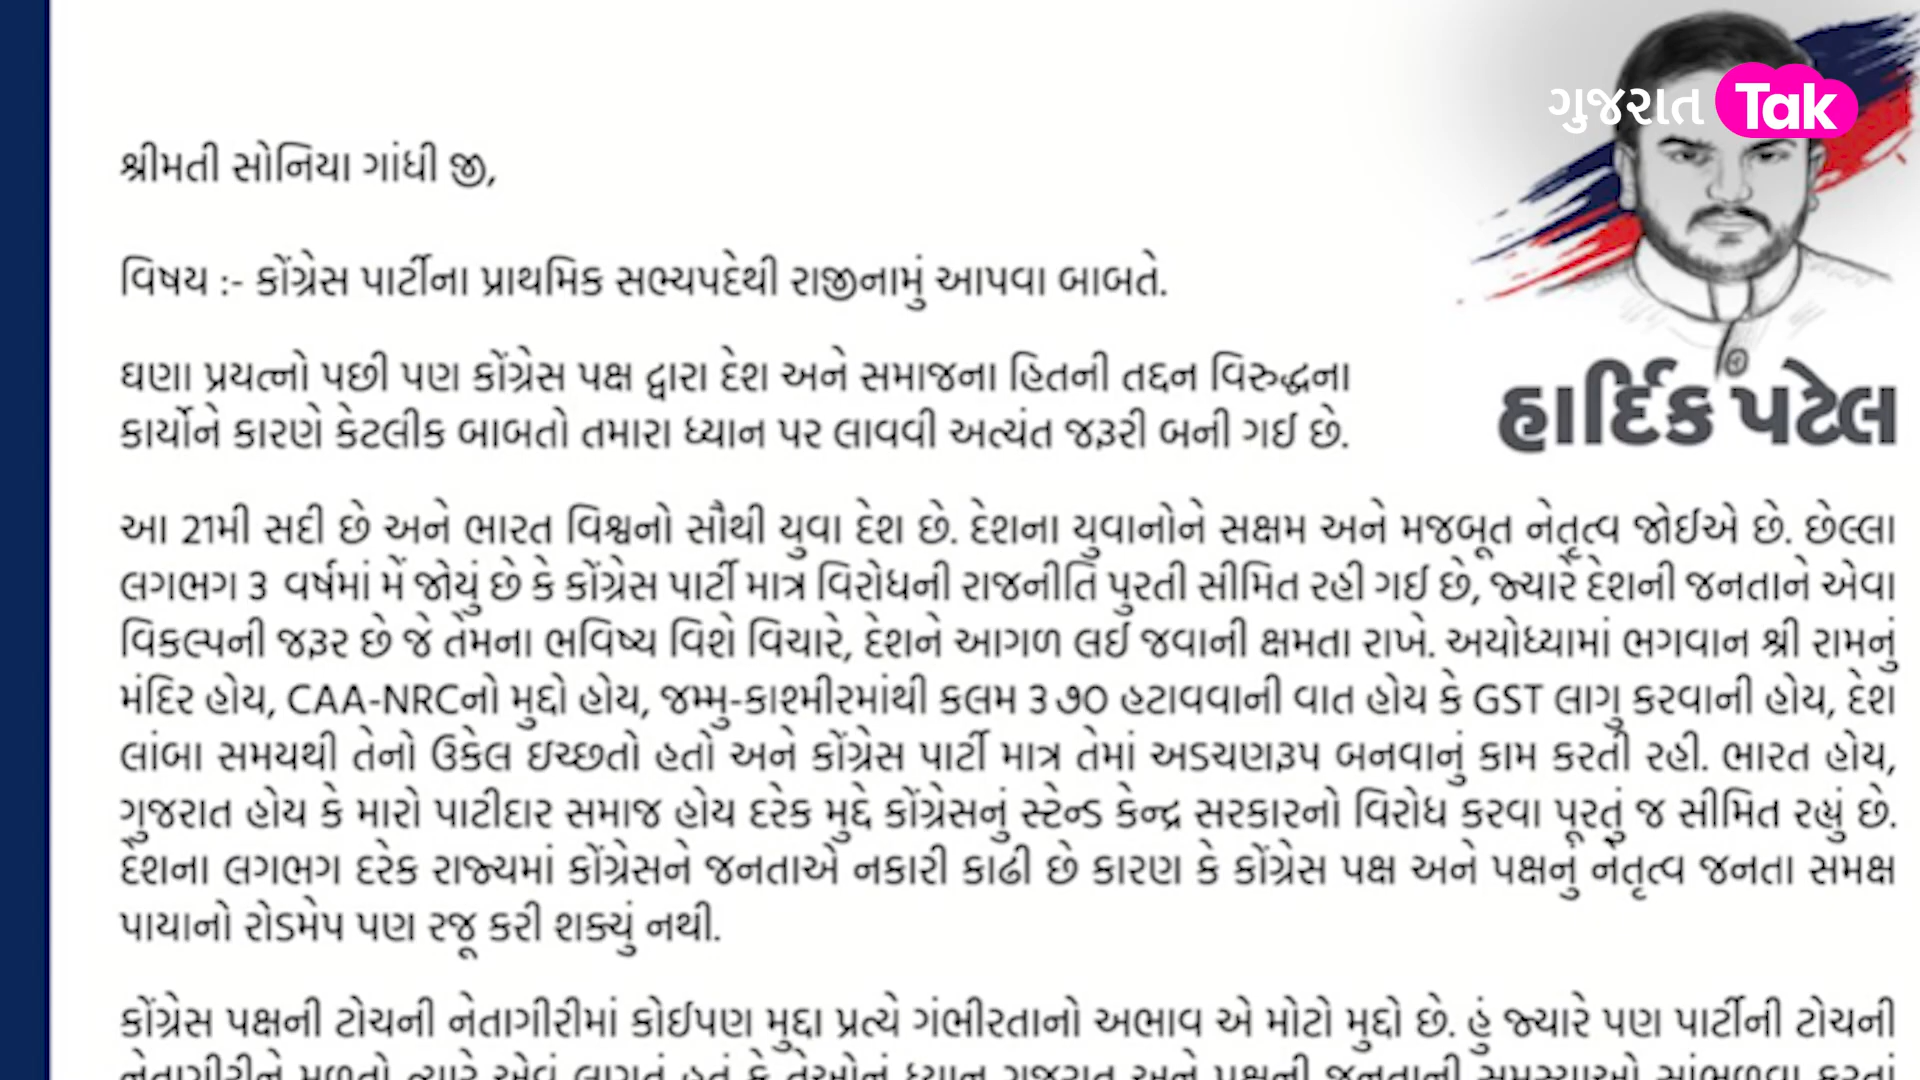 ગુજરાત Tak
શ્રીમતી સોનિયા ગાંધી જી,
વિષય :- કોંગ્રેસ પાર્ટીના પ્રાથમિક સભ્યપદેથી રાજીનામું આપવા બાબતે.
ઘણા પ્રયત્નો પછી પણ કોંગ્રેસ પક્ષ દ્વારા દેશ અને સમાજના હિતની તદ્દન વિરુદ્ધના
કાર્યોને કારણે કેટલીક બાબતો તમારા ધ્યાન પર લાવવી અત્યંત જરૂરી બની ગઈ છે.
હાર્દિક પટેલ
આ 21મી સદી છે અને ભારત વિશ્વનો સૌથી યુવા દેશ છે. દેશના યુવાનોને સક્ષમ અને મજબૂત નેતૃત્વ જોઈએ છે. છેલ્લા
લગભગ ૩ વર્ષમાં મેં જોયું છે કે કોંગ્રેસ પાર્ટી માત્ર વિરોધની રાજનીતિ પુરતી સીમિત રહી ગઈ છે, જ્યારે દેશની જનતાને એવા
વિકલ્પની જરૂર છે જે તેમના ભવિષ્ય વિશે વિચારે, દેશને આગળ લઈ જવાની ક્ષમતા રાખે. અયોધ્યામાં ભગવાન શ્રી રામનું
મંદિર હોય, CAA-NRCનો મુદ્દો હોય, જમ્મુ-કાશ્મીરમાંથી કલમ ૩૭૦ હટાવવાની વાત હોય કે GST લાગુ કરવાની હોય, દેશ
લાંબા સમયથી તેનો ઉકેલ ઇચ્છતો હતો અને કોંગ્રેસ પાર્ટી માત્ર તેમાં અડચણરૂપ બનવાનું કામ કરતી રહી. ભારત હોય,
ગુજરાત હોય કે મારો પાટીદાર સમાજ હોય દરેક મુદ્દે કોંગ્રેસનું સ્ટેન્ડ કેન્દ્ર સરકારનો વિરોધ કરવા પૂરતું જ સીમિત રહ્યું છે.
દેશના લગભગ દરેક રાજ્યમાં કોંગ્રેસને જનતાએ નકારી કાઢી છે કારણ કે કોંગ્રેસ પક્ષ અને પક્ષનું નેતૃત્વ જનતા સમક્ષ
પાયાનો રોડમેપ પણ રજૂ કરી શક્યું નથી.
કોંગ્રેસ પક્ષની ટોચની નેતાગીરીમાં કોઈપણ મુદ્દા પ્રત્યે ગંભીરતાનો અભાવ એ મોટો મુદ્દો છે. હું જ્યારે પણ પાર્ટીની ટોચની